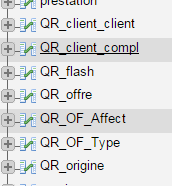 prestation
QR_client_client
QR_client_compl
QR_flash
QR_offre
QR_OF_Affect
QR_OF_Type
QR_origine